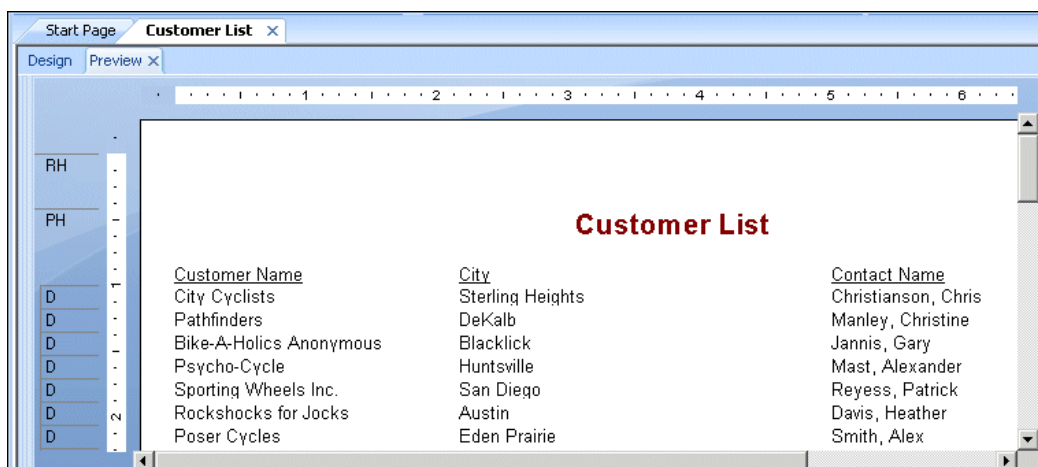 Start Page Customer List
Design Preview
1 2 3 4 5 6
RH
PH Customer List
Customer Name City Contact Name
1
D City Cyclists Sterling Heights Christianson, Chris
D Pathfinders DeKalb Manley, Christine
D Bike-A-Holics Anonymous Blacklick Jannis, Gary
D Psycho-Cycle Huntsville Mast, Alexander
D Sporting Wheels Inc. San Diego Reyess, Patrick
D Rockshocks for Jocks Austin Davis, Heather
2
D Poser Cycles Eden Prairie Smith, Alex